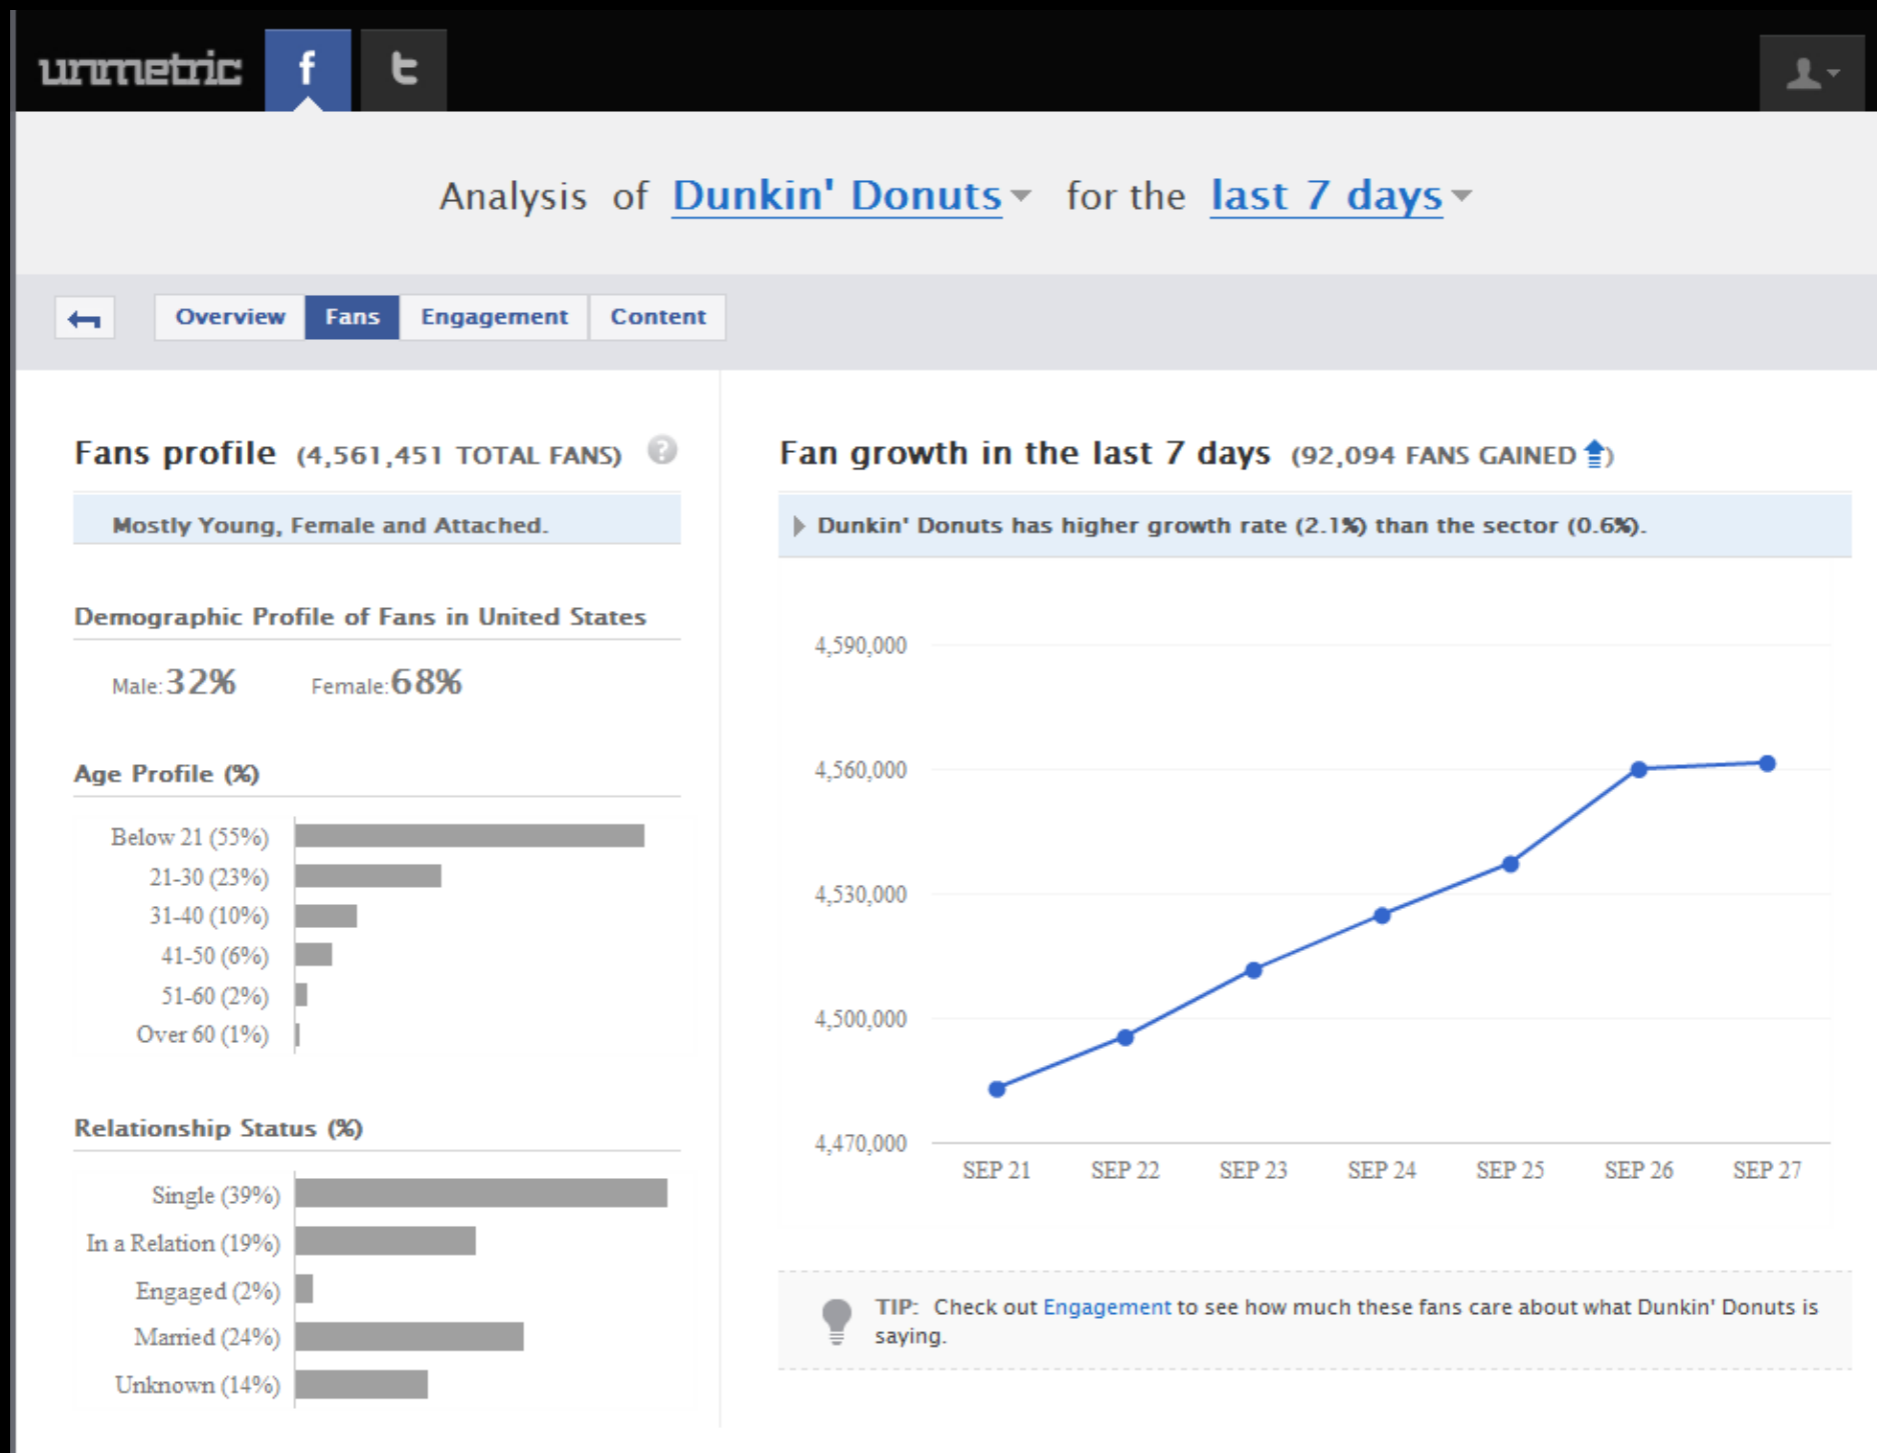 unmetric f t
Analysis of Dunkin' Donuts for the last 7 days
Overview Fans Engagement Content
Fans profile (4,561,451 TOTAL FANS) ?
Mostly Young, Female and Attached.
Demographic Profile of Fans in United States
Male:32% Female:68%
Age Profile (%)
Below 21 (55%)
21-30 (23%)
31-40 (10%)
41-50 (6%)
51-60 (2%)
Over 60 (1%)
Relationship Status (%)
Single (39%)
In a Relation (19%)
Engaged (2%)
Married (24%)
Unknown (14%)
Fan growth in the last 7 days (92,094 FANS GAINED )
Dunkin' Donuts has higher growth rate (2.1%) than the sector (0.6%).
4,590,000
4,560,000
4,530,000
4,500,000
4,470,000
SEP 21 SEP 22 SEP 23 SEP 24 SEP 25 SEP 26 SEP 27
TIP: Check out Engagement to see how much these fans care about what Dunkin' Donuts is
saying.